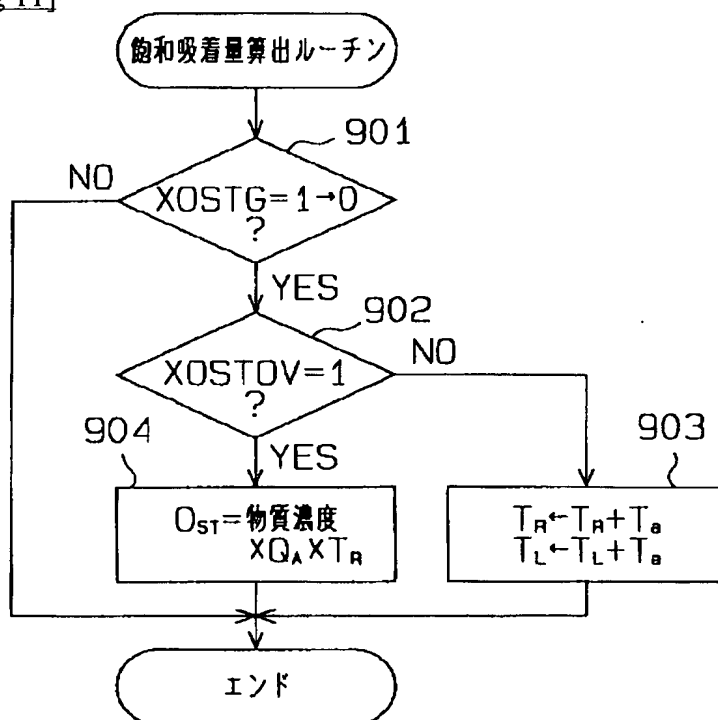 11]
飽和吸着量算出ルーチン
901
NO
XOSTG=1→0
?
YES
902
NO
XOSTOV=1
?
904
YES
903
OST=物質濃度
×QA×TR
TR←TR+Ta
TL←TL+Ta
エンド